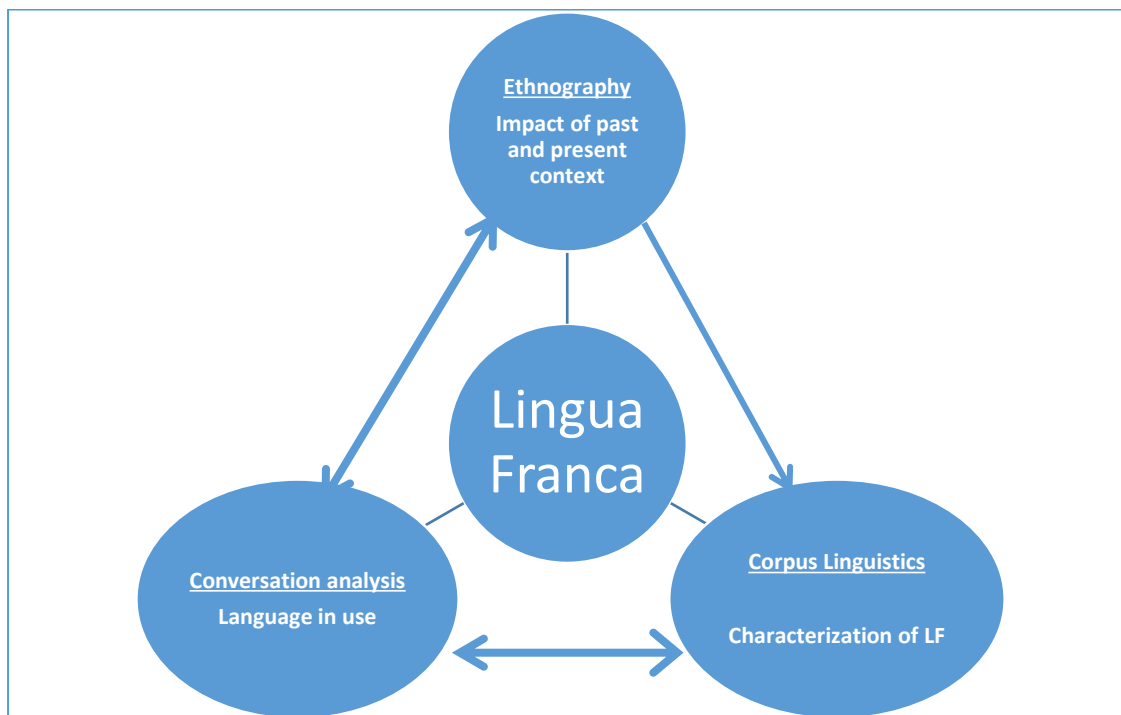 Ethnography
Impact of past
and present
context
Lingua
Franca
Conversation analysis
Language in use
Corpus Linguistics
Characterization of LF